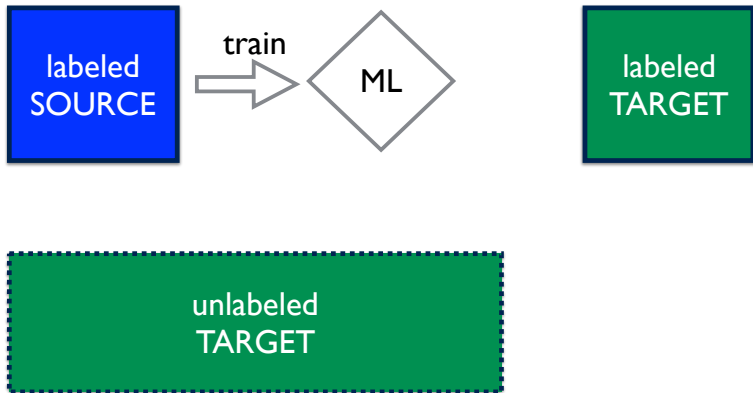 train
labeled
SOURCE
ML
labeled
TARGET
unlabeled
TARGET